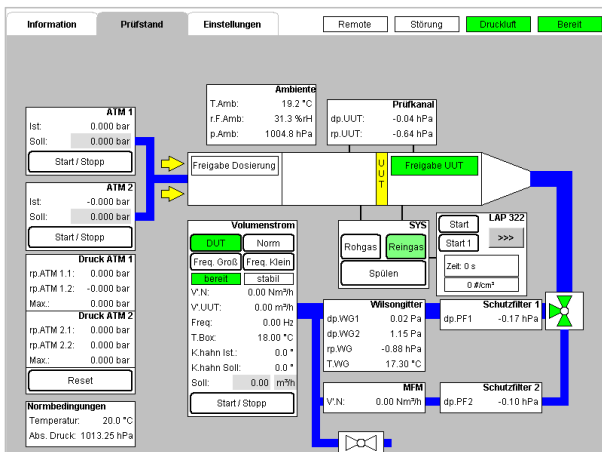 Information
Prüfstand
Einstellungen
Remote
Störung
Druckluft
Bereit
Ambiente
T.Amb: 19.2 °C
r.F.Amb: 31.3 %rH
p.Amb: 1004.8 hPa
Prüfkanal
dp.UUT: -0.04 hPa
rp.UUT: -0.64 hPa
ATM 1
Ist: 0.000 bar
Soll: 0.000 bar
Start / Stopp
ATM 2
Ist: -0.000 bar
Soll: 0.000 bar
Start / Stopp
Freigabe Dosierung
UUT
Freigabe UUT
Druck ATM 1
rp.ATM 1.1: 0.000 bar
rp.ATM 1.2: -0.000 bar
Max.: 0.000 bar
Druck ATM 2
rp.ATM 2.1: 0.000 bar
rp.ATM 2.2: 0.000 bar
Max.: 0.000 bar
Reset
Normbedingungen
Temperatur: 20.0 °C
Abs. Druck: 1013.25 hPa
Volumenstrom
DUT
Norm
Freq. Groß
Freq. Klein
bereit
stabil
V'.N: 0.00 Nm³/h
V'.UUT: 0.00 m³/h
Freq: 0.00 Hz
T.Box: 18.00 °C
K.hahn Ist.: 0.0 °
K.hahn Soll: 0.0 °
Soll: 0.00 m³/h
Start / Stopp
SYS
Rohgas
Reingas
Spülen
LAP 322
Start
Start 1
>>>
Zeit: 0 s
0 #/cm³
Wilsongitter
dp.WG1 0.02 Pa
dp.WG2 1.15 Pa
rp.WG -0.88 hPa
T.WG 17.30 °C
Schutzfilter 1
dp.PF1 -0.17 hPa
MFM
V'.N: 0.00 Nm³/h
Schutzfilter 2
dp.PF2 -0.10 hPa